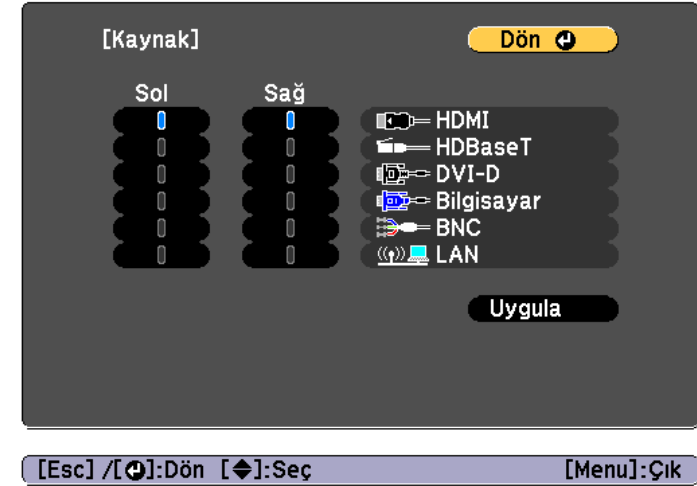 [Kaynak]
Dön
Sol Sağ
HDMI
HDBaseT
DVI-D
Bilgisayar
BNC
LAN
Uygula
[Esc] /[⏎]:Dön [◆]:Seç [Menu]:Çık